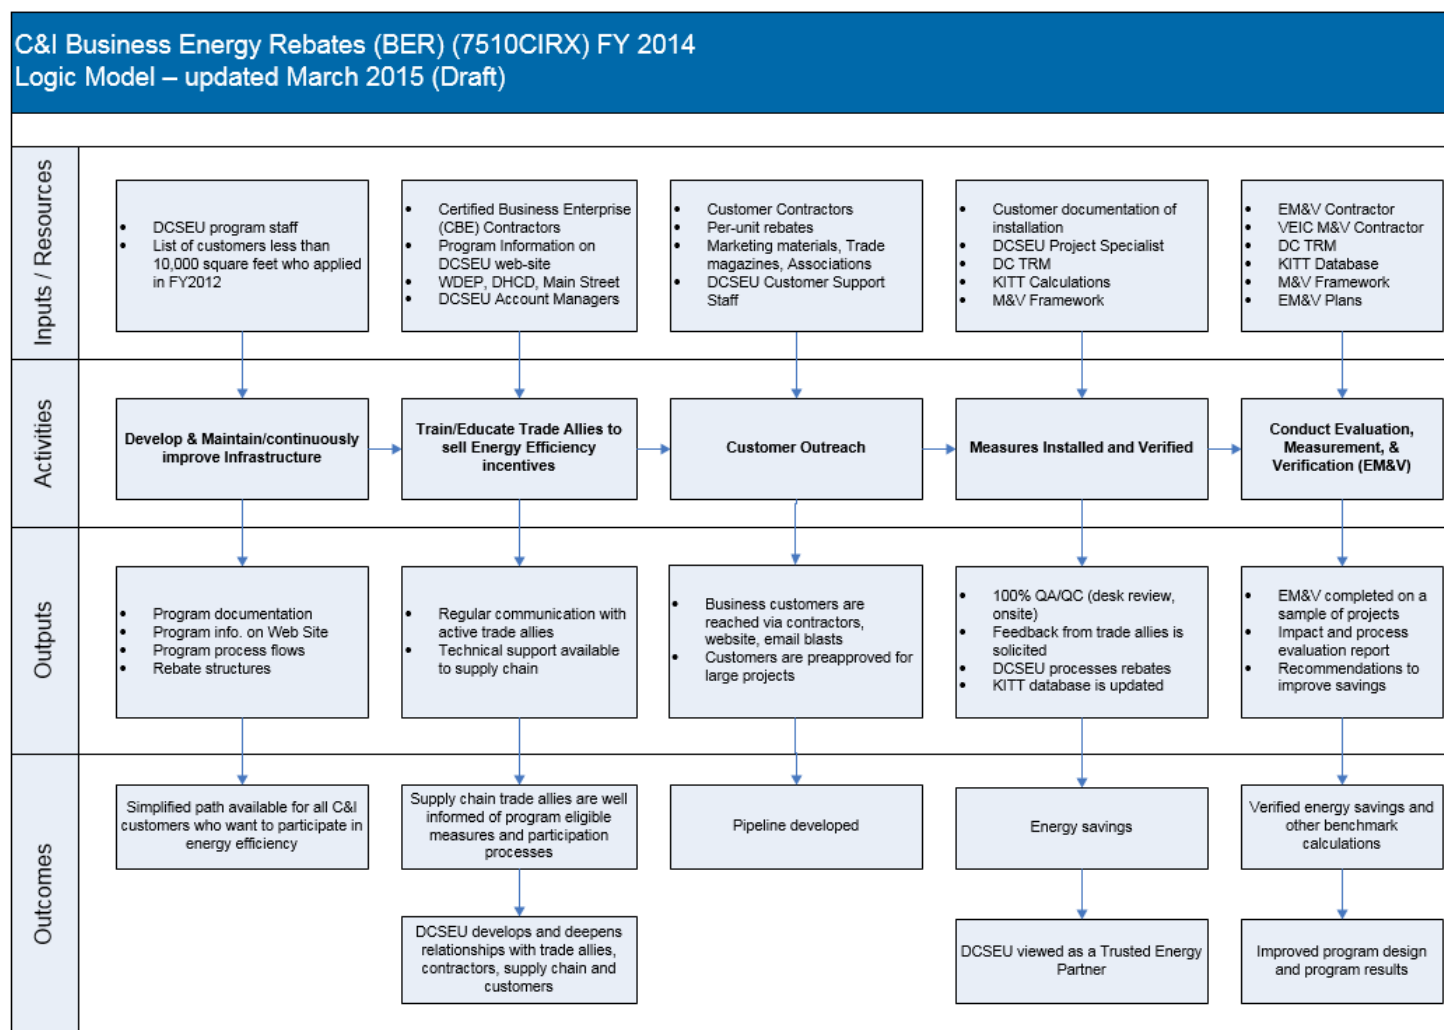 C&I Business Energy Rebates (BER) (7510CIRX) FY 2014
Logic Model – updated March 2015 (Draft)
Inputs / Resources
• DCSEU program staff
• List of customers less than
10,000 square feet who applied
in FY2012
• Certified Business Enterprise
(CBE) Contractors
• Program Information on
DCSEU web-site
• WDEP, DHCD, Main Street
• DCSEU Account Managers
• Customer Contractors
• Per-unit rebates
• Marketing materials, Trade
magazines, Associations
• DCSEU Customer Support
Staff
• Customer documentation of
installation
• DCSEU Project Specialist
• DC TRM
• KITT Calculations
• M&V Framework
• EM&V Contractor
• VEIC M&V Contractor
• DC TRM
• KITT Database
• M&V Framework
• EM&V Plans
Activities
Develop & Maintain/continuously
improve Infrastructure
Train/Educate Trade Allies to
sell Energy Efficiency
incentives
Customer Outreach
Measures Installed and Verified
Conduct Evaluation,
Measurement, &
Verification (EM&V)
Outputs
• Program documentation
• Program info. on Web Site
• Program process flows
• Rebate structures
• Regular communication with
active trade allies
• Technical support available
to supply chain
• Business customers are
reached via contractors,
website, email blasts
• Customers are preapproved for
large projects
• 100% QA/QC (desk review,
onsite)
• Feedback from trade allies is
solicited
• DCSEU processes rebates
• KITT database is updated
• EM&V completed on a
sample of projects
• Impact and process
evaluation report
• Recommendations to
improve savings
Outcomes
Simplified path available for all C&I
customers who want to participate in
energy efficiency
Supply chain trade allies are well
informed of program eligible
measures and participation
processes
Pipeline developed
Energy savings
Verified energy savings and
other benchmark
calculations
DCSEU develops and deepens
relationships with trade allies,
contractors, supply chain and
customers
DCSEU viewed as a Trusted Energy
Partner
Improved program design
and program results